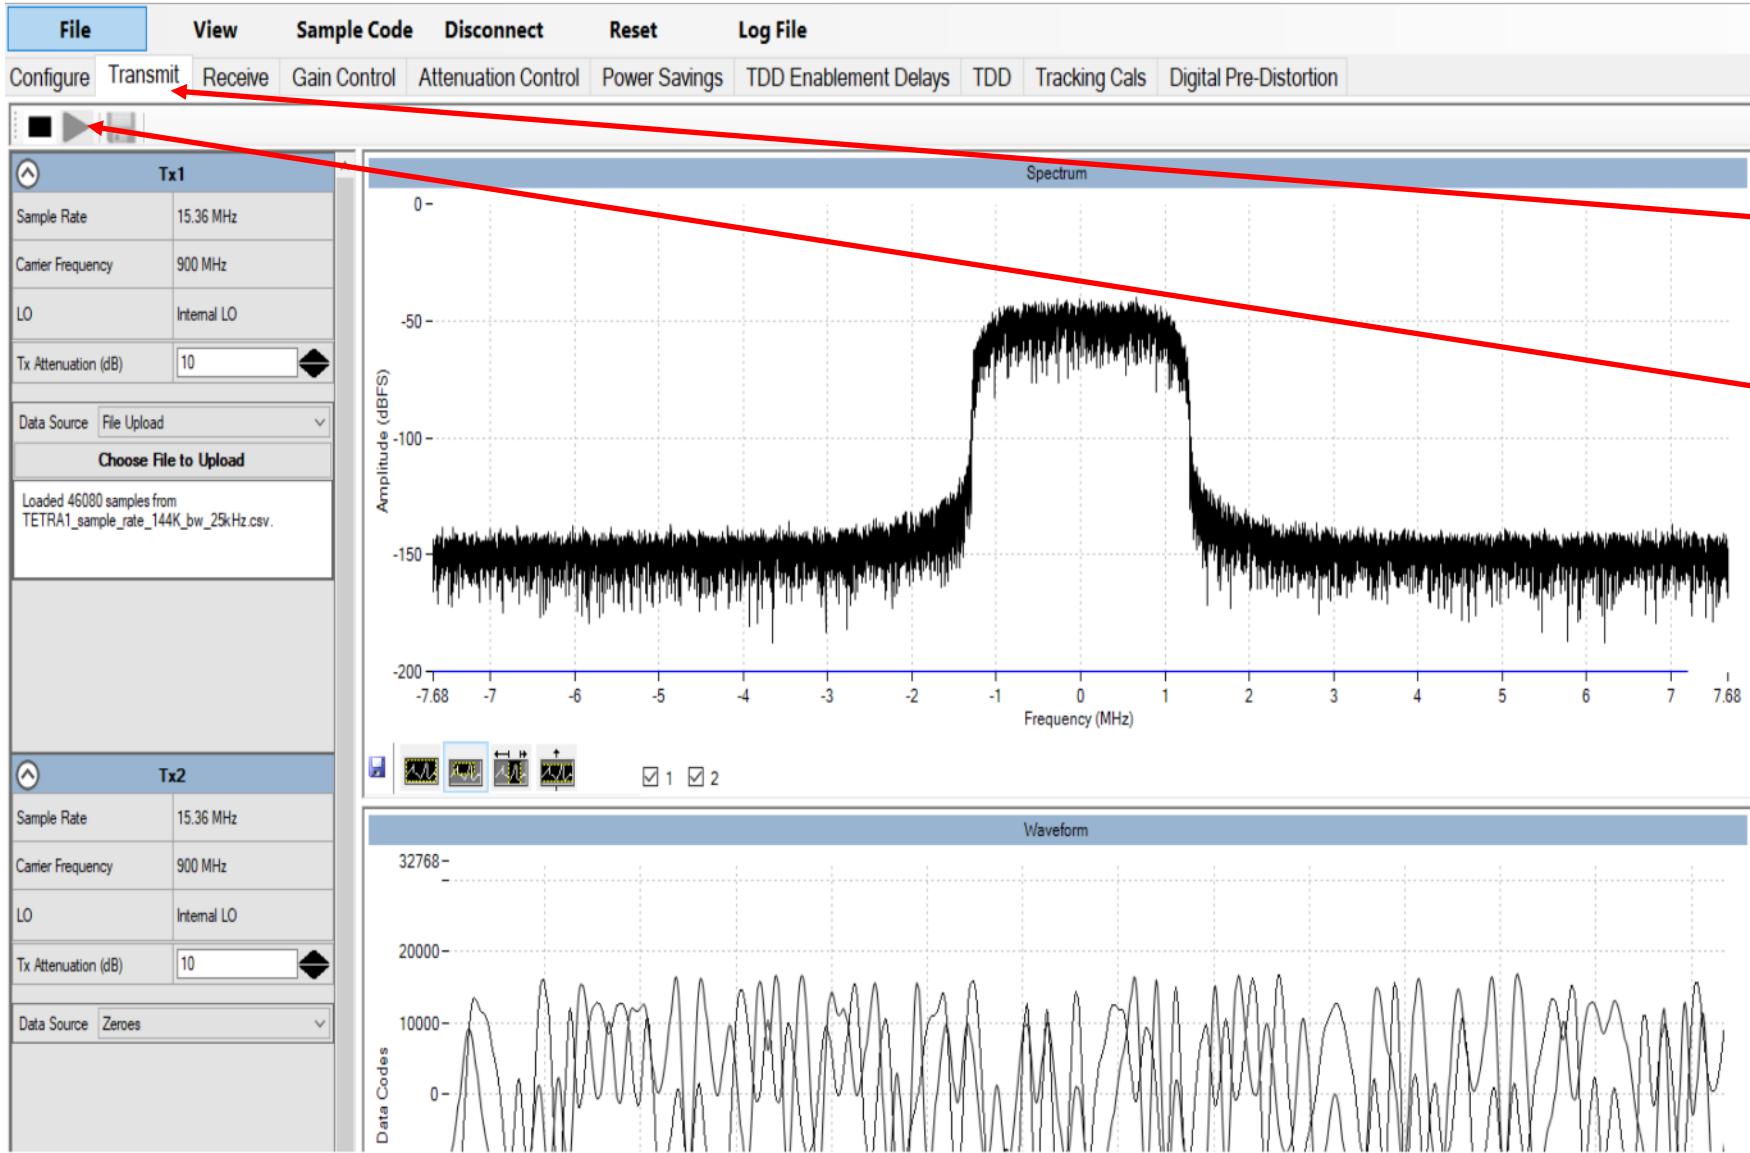 File View Sample Code Disconnect Reset Log File
Configure Transmit Receive Gain Control Attenuation Control Power Savings TDD Enablement Delays TDD Tracking Cals Digital Pre-Distortion
Tx1
Sample Rate 15.36 MHz
Carrier Frequency 900 MHz
LO Internal LO
Tx Attenuation (dB) 10
Data Source File Upload
Choose File to Upload
Loaded 46080 samples from
TETRA1_sample_rate_144K_bw_25kHz.csv.
Tx2
Sample Rate 15.36 MHz
Carrier Frequency 900 MHz
LO Internal LO
Tx Attenuation (dB) 10
Data Source Zeroes
Spectrum
Amplitude (dBFS)
0
-50
-100
-150
-200
-7.68 -7 -6 -5 -4 -3 -2 -1 0 1 2 3 4 5 6 7 7.68
Frequency (MHz)
1 2
Waveform
Data Codes
32768
20000
10000
0